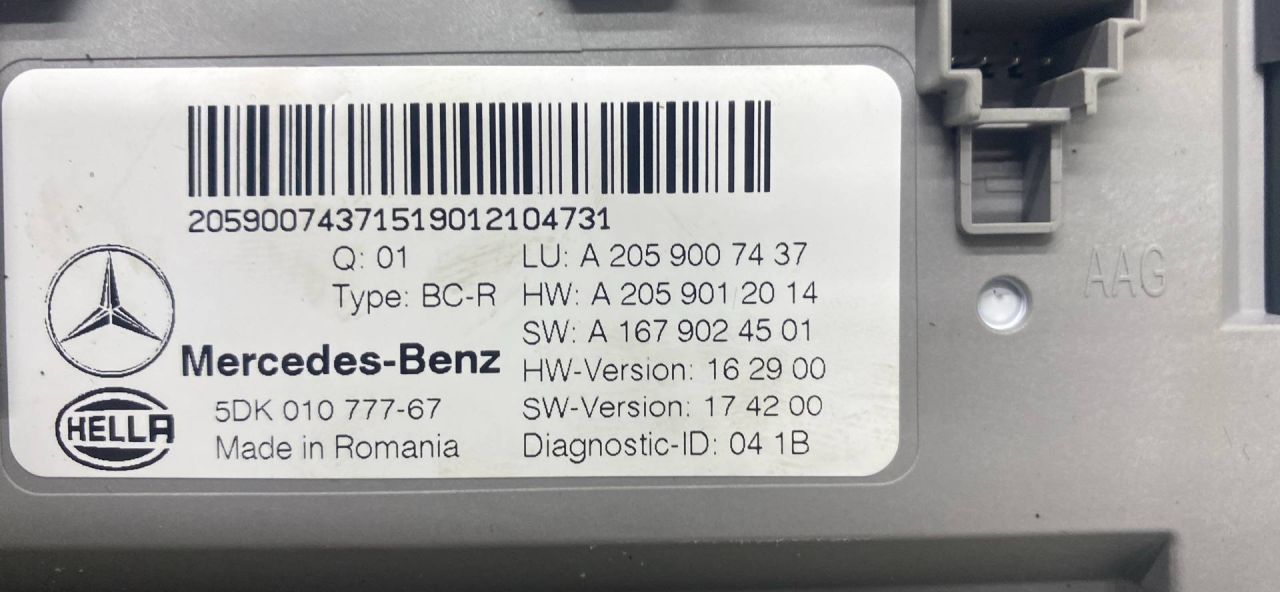 20590074371519012104731
Q: 01
LU: A 205 900 74 37
Type: BC-R
HW: A 205 901 20 14
SW: A 167 902 45 01
Mercedes-Benz
HW-Version: 16 29 00
5DK 010 777-67
SW-Version: 17 42 00
HELLA
Made in Romania
Diagnostic-ID: 04 1B
AAG